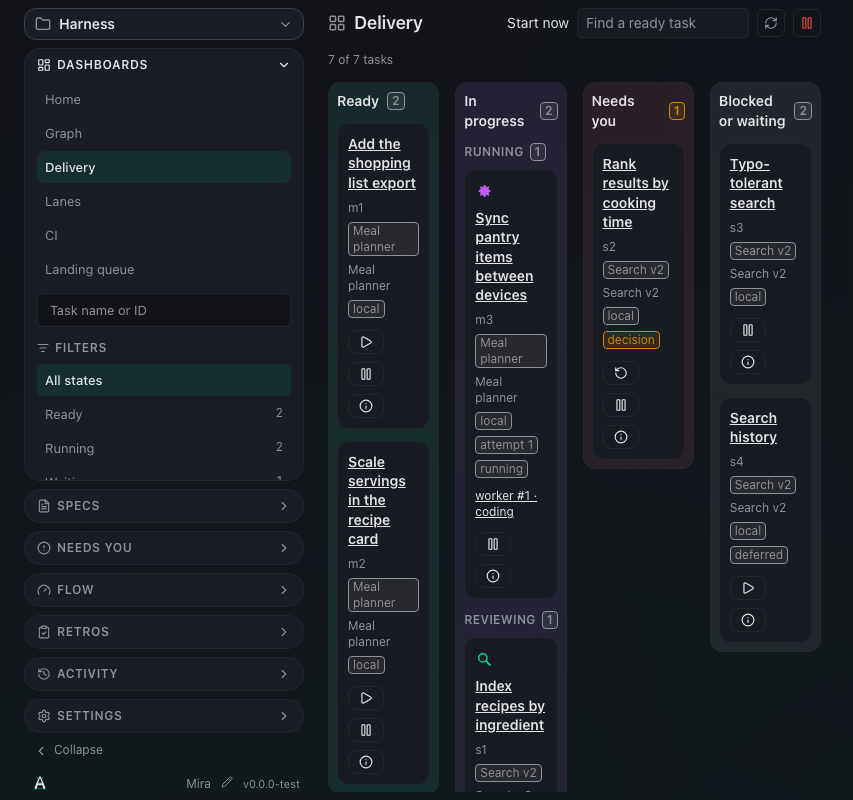 Harness
DASHBOARDS
Home
Graph
Delivery
Lanes
CI
Landing queue
Task name or ID
FILTERS
All states
Ready 2
Running 2
SPECS
NEEDS YOU
FLOW
RETROS
ACTIVITY
SETTINGS
Collapse
Mira v0.0.0-test
Delivery
Start now
Find a ready task
7 of 7 tasks
Ready 2
Add the
shopping
list export
m1
Meal
planner
Meal
planner
local
Scale
servings
in the
recipe
card
m2
Meal
planner
Meal
planner
local
In
progress 2
RUNNING 1
Sync
pantry
items
between
devices
m3
Meal
planner
Meal
planner
local
attempt 1
running
worker #1 ·
coding
REVIEWING 1
Index
recipes by
ingredient
s1
Search v2
Needs
you 1
Rank
results by
cooking
time
s2
Search v2
Search v2
local
decision
Blocked
or waiting 2
Typo-
tolerant
search
s3
Search v2
Search v2
local
Search
history
s4
Search v2
Search v2
local
deferred